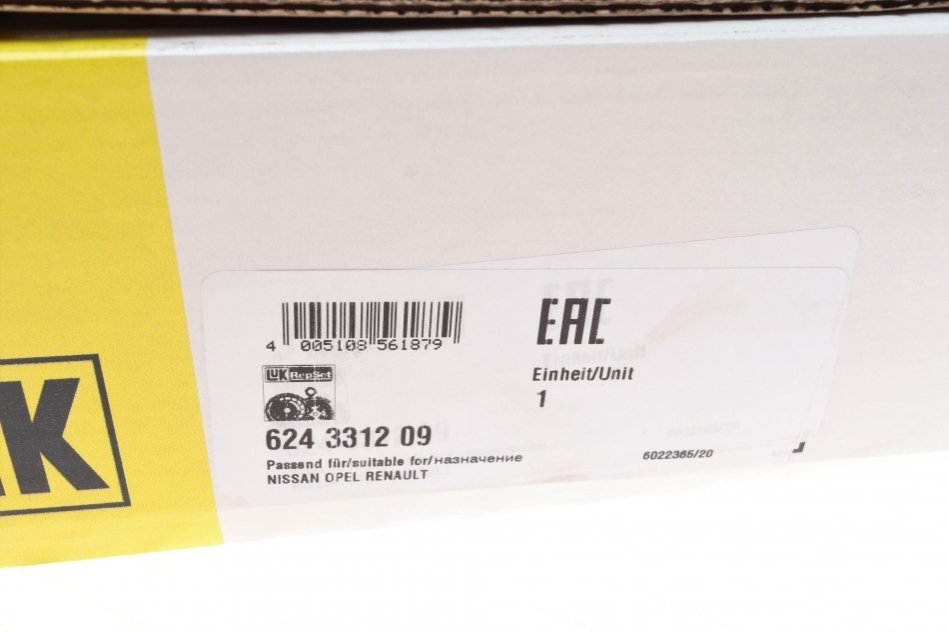 LuK
4 005108 561879
EAC
LUK RepSet
Einheit/Unit
1
624 3312 09
Passend für/suitable for/назначение
NISSAN OPEL RENAULT
6022365/20